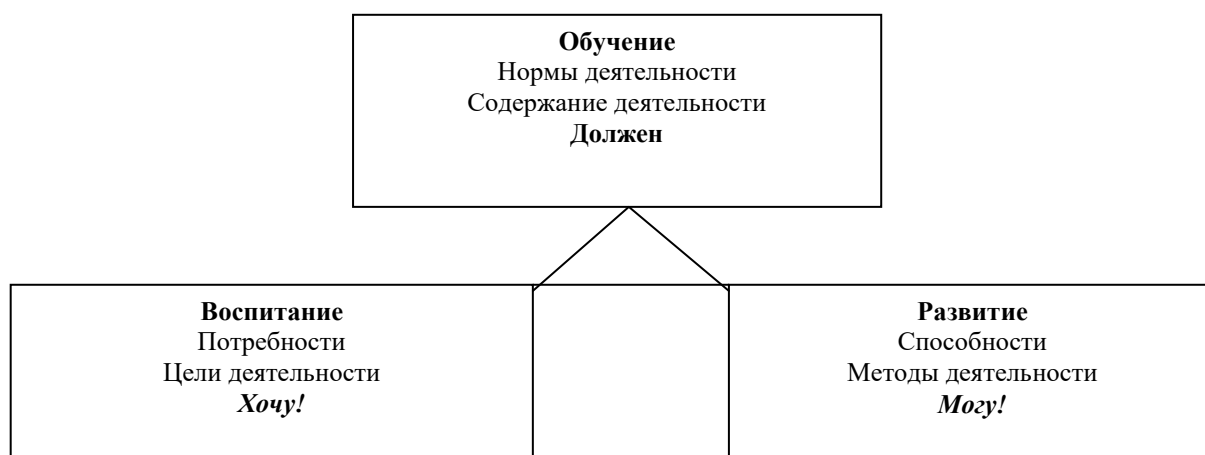 Обучение
Нормы деятельности
Содержание деятельности
Должен
Воспитание
Потребности
Цели деятельности
Хочу!
Развитие
Способности
Методы деятельности
Могу!